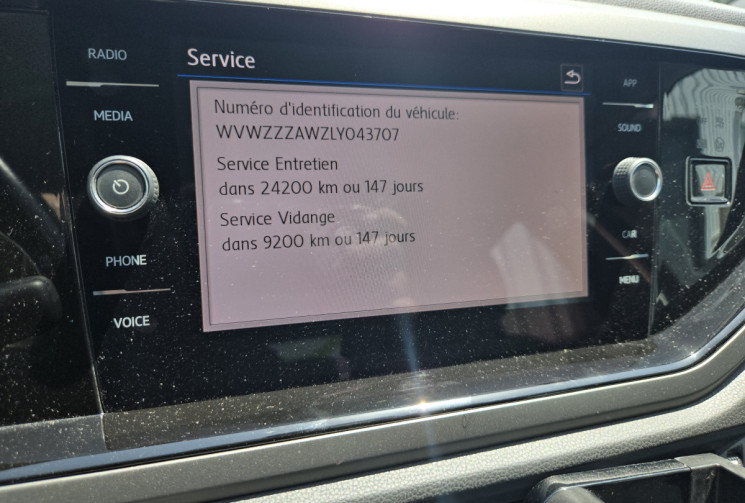 RADIO
MEDIA
PHONE
VOICE
Service
Numéro d'identification du véhicule:
WVWZZZAWZLY043707
Service Entretien
dans 24200 km ou 147 jours
Service Vidange
dans 9200 km ou 147 jours
APP
SOUND
CAR
MENU